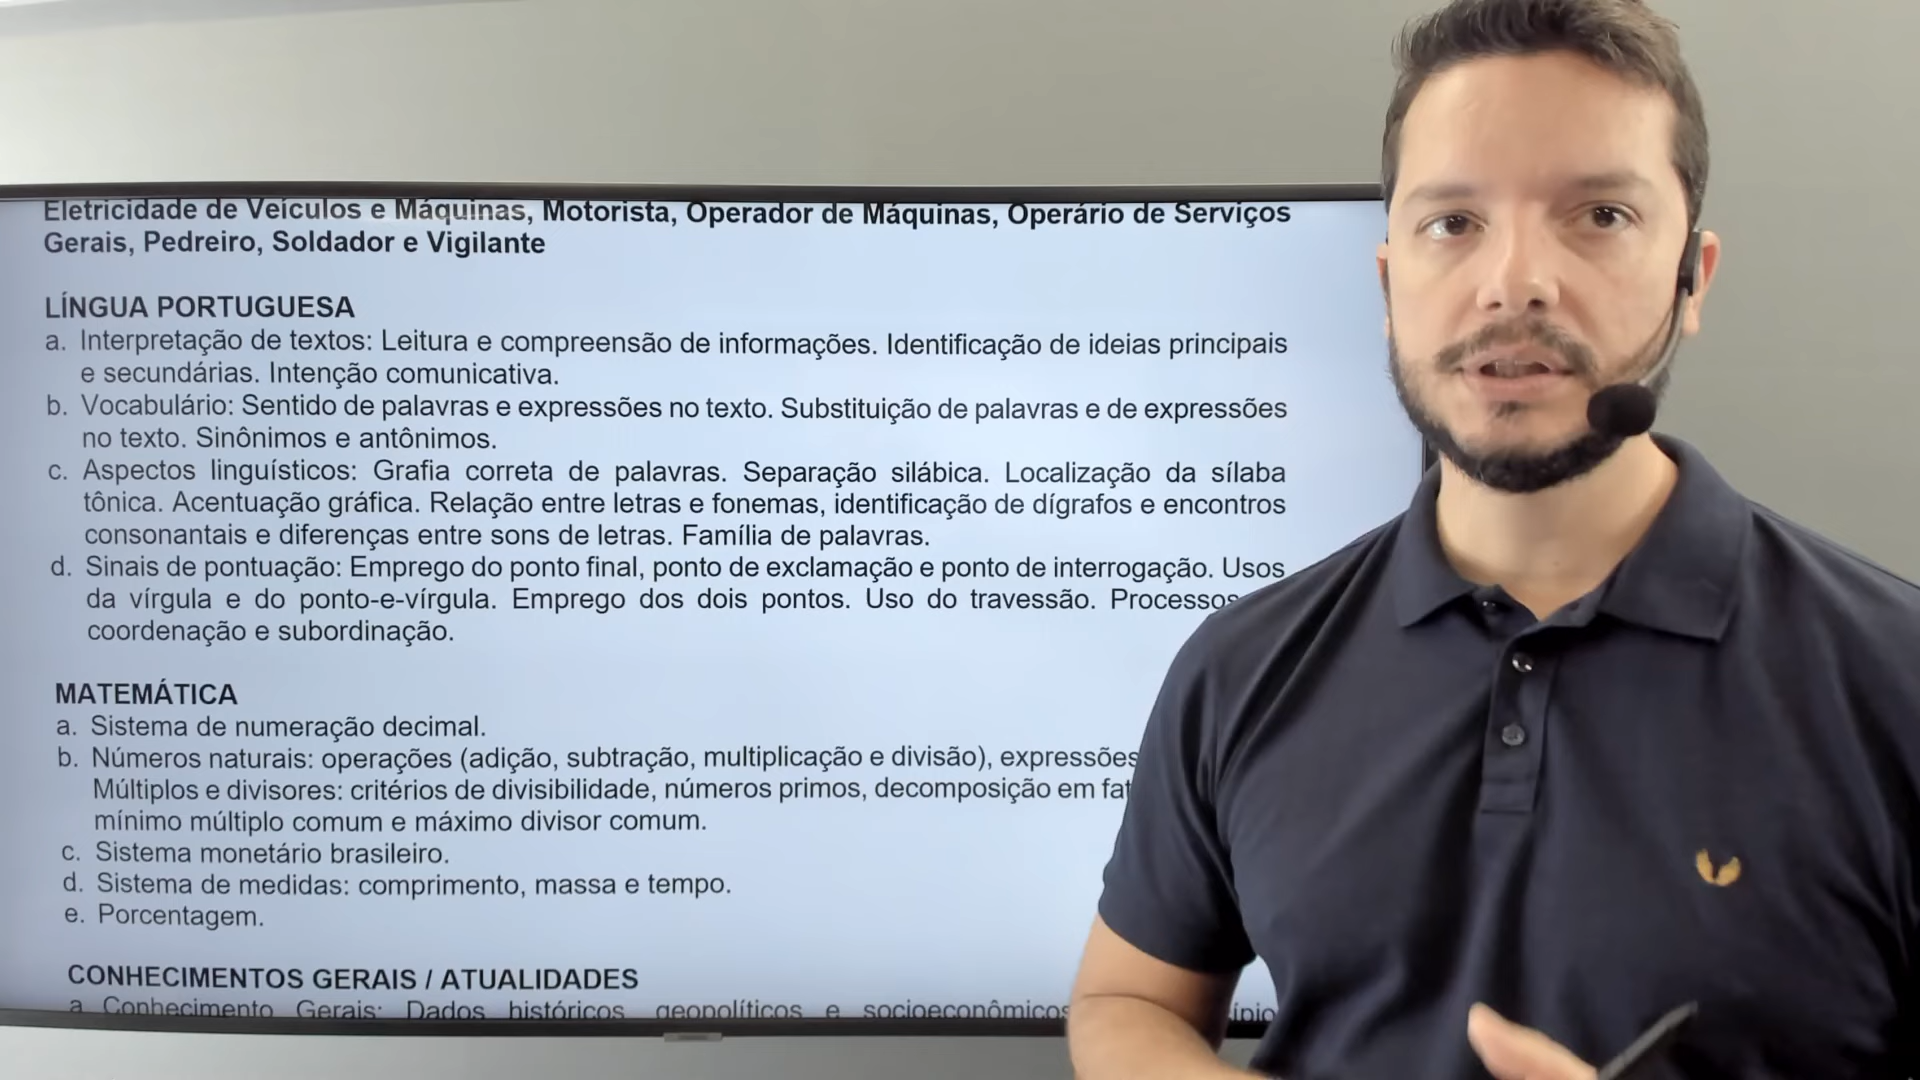 Eletricidade de Veículos e Máquinas, Motorista, Operador de Máquinas, Operário de Serviços
Gerais, Pedreiro, Soldador e Vigilante
LÍNGUA PORTUGUESA
a. Interpretação de textos: Leitura e compreensão de informações. Identificação de ideias principais
e secundárias. Intenção comunicativa.
b. Vocabulário: Sentido de palavras e expressões no texto. Substituição de palavras e de expressões
no texto. Sinônimos e antônimos.
c. Aspectos linguísticos: Grafia correta de palavras. Separação silábica. Localização da sílaba
tônica. Acentuação gráfica. Relação entre letras e fonemas, identificação de dígrafos e encontros
consonantais e diferenças entre sons de letras. Família de palavras.
d. Sinais de pontuação: Emprego do ponto final, ponto de exclamação e ponto de interrogação. Usos
da vírgula e do ponto-e-vírgula. Emprego dos dois pontos. Uso do travessão. Processos
coordenação e subordinação.
MATEMÁTICA
a. Sistema de numeração decimal.
b. Números naturais: operações (adição, subtração, multiplicação e divisão), expressões
Múltiplos e divisores: critérios de divisibilidade, números primos, decomposição em
mínimo múltiplo comum e máximo divisor comum.
c. Sistema monetário brasileiro.
d. Sistema de medidas: comprimento, massa e tempo.
e. Porcentagem.
CONHECIMENTOS GERAIS / ATUALIDADES
a Conhecimento Gerais: Dados históricos geopolíticos e socioeconômicos